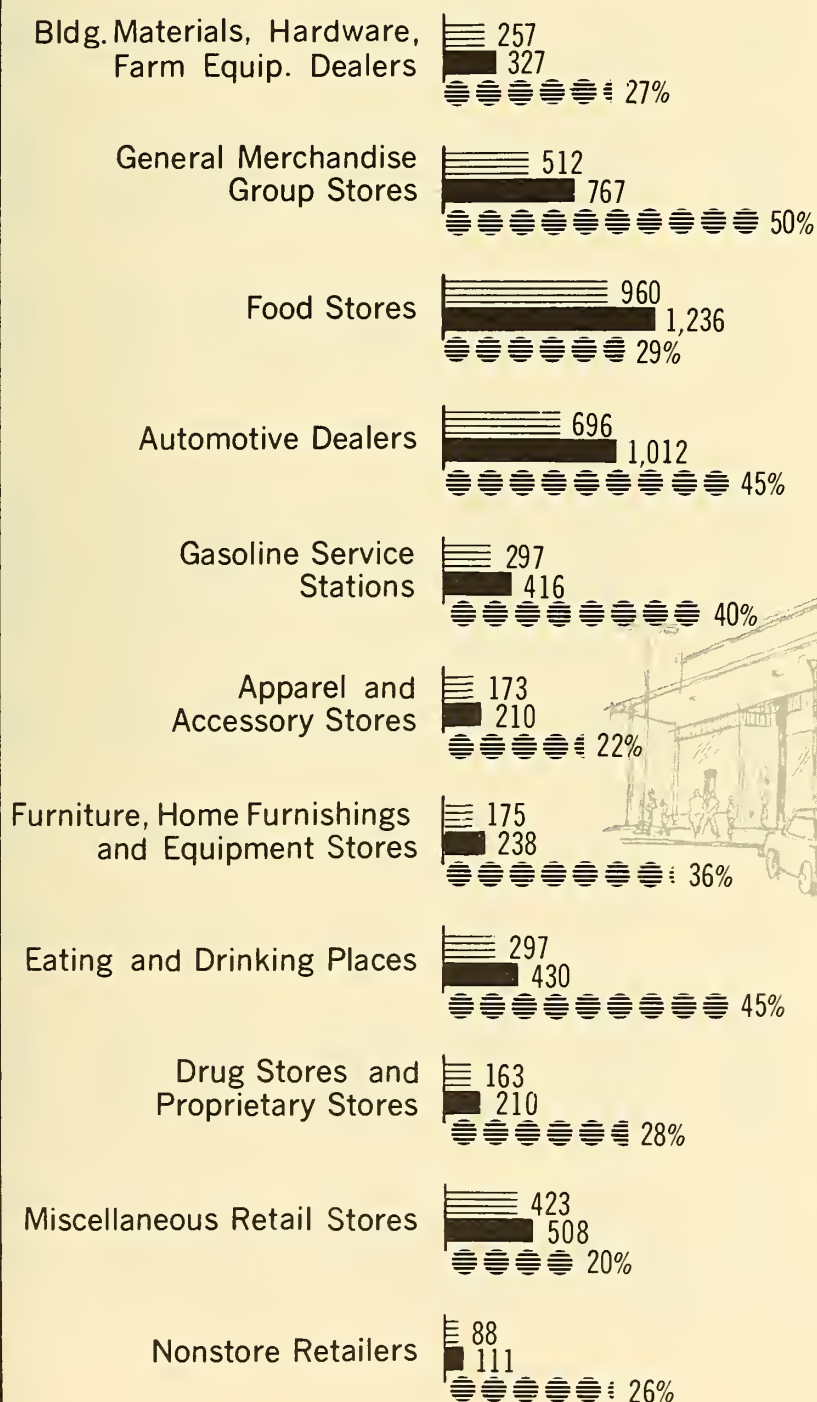 Bldg. Materials, Hardware,
Farm Equip. Dealers
257
327
27%
General Merchandise
Group Stores
512
767
50%
Food Stores
960
1,236
29%
Automotive Dealers
696
1,012
45%
Gasoline Service
Stations
297
416
40%
Apparel and
Accessory Stores
173
210
22%
Furniture, Home Furnishings
and Equipment Stores
175
238
36%
Eating and Drinking Places
297
430
45%
Drug Stores and
Proprietary Stores
163
210
28%
Miscellaneous Retail Stores
423
508
20%
Nonstore Retailers
88
111
26%